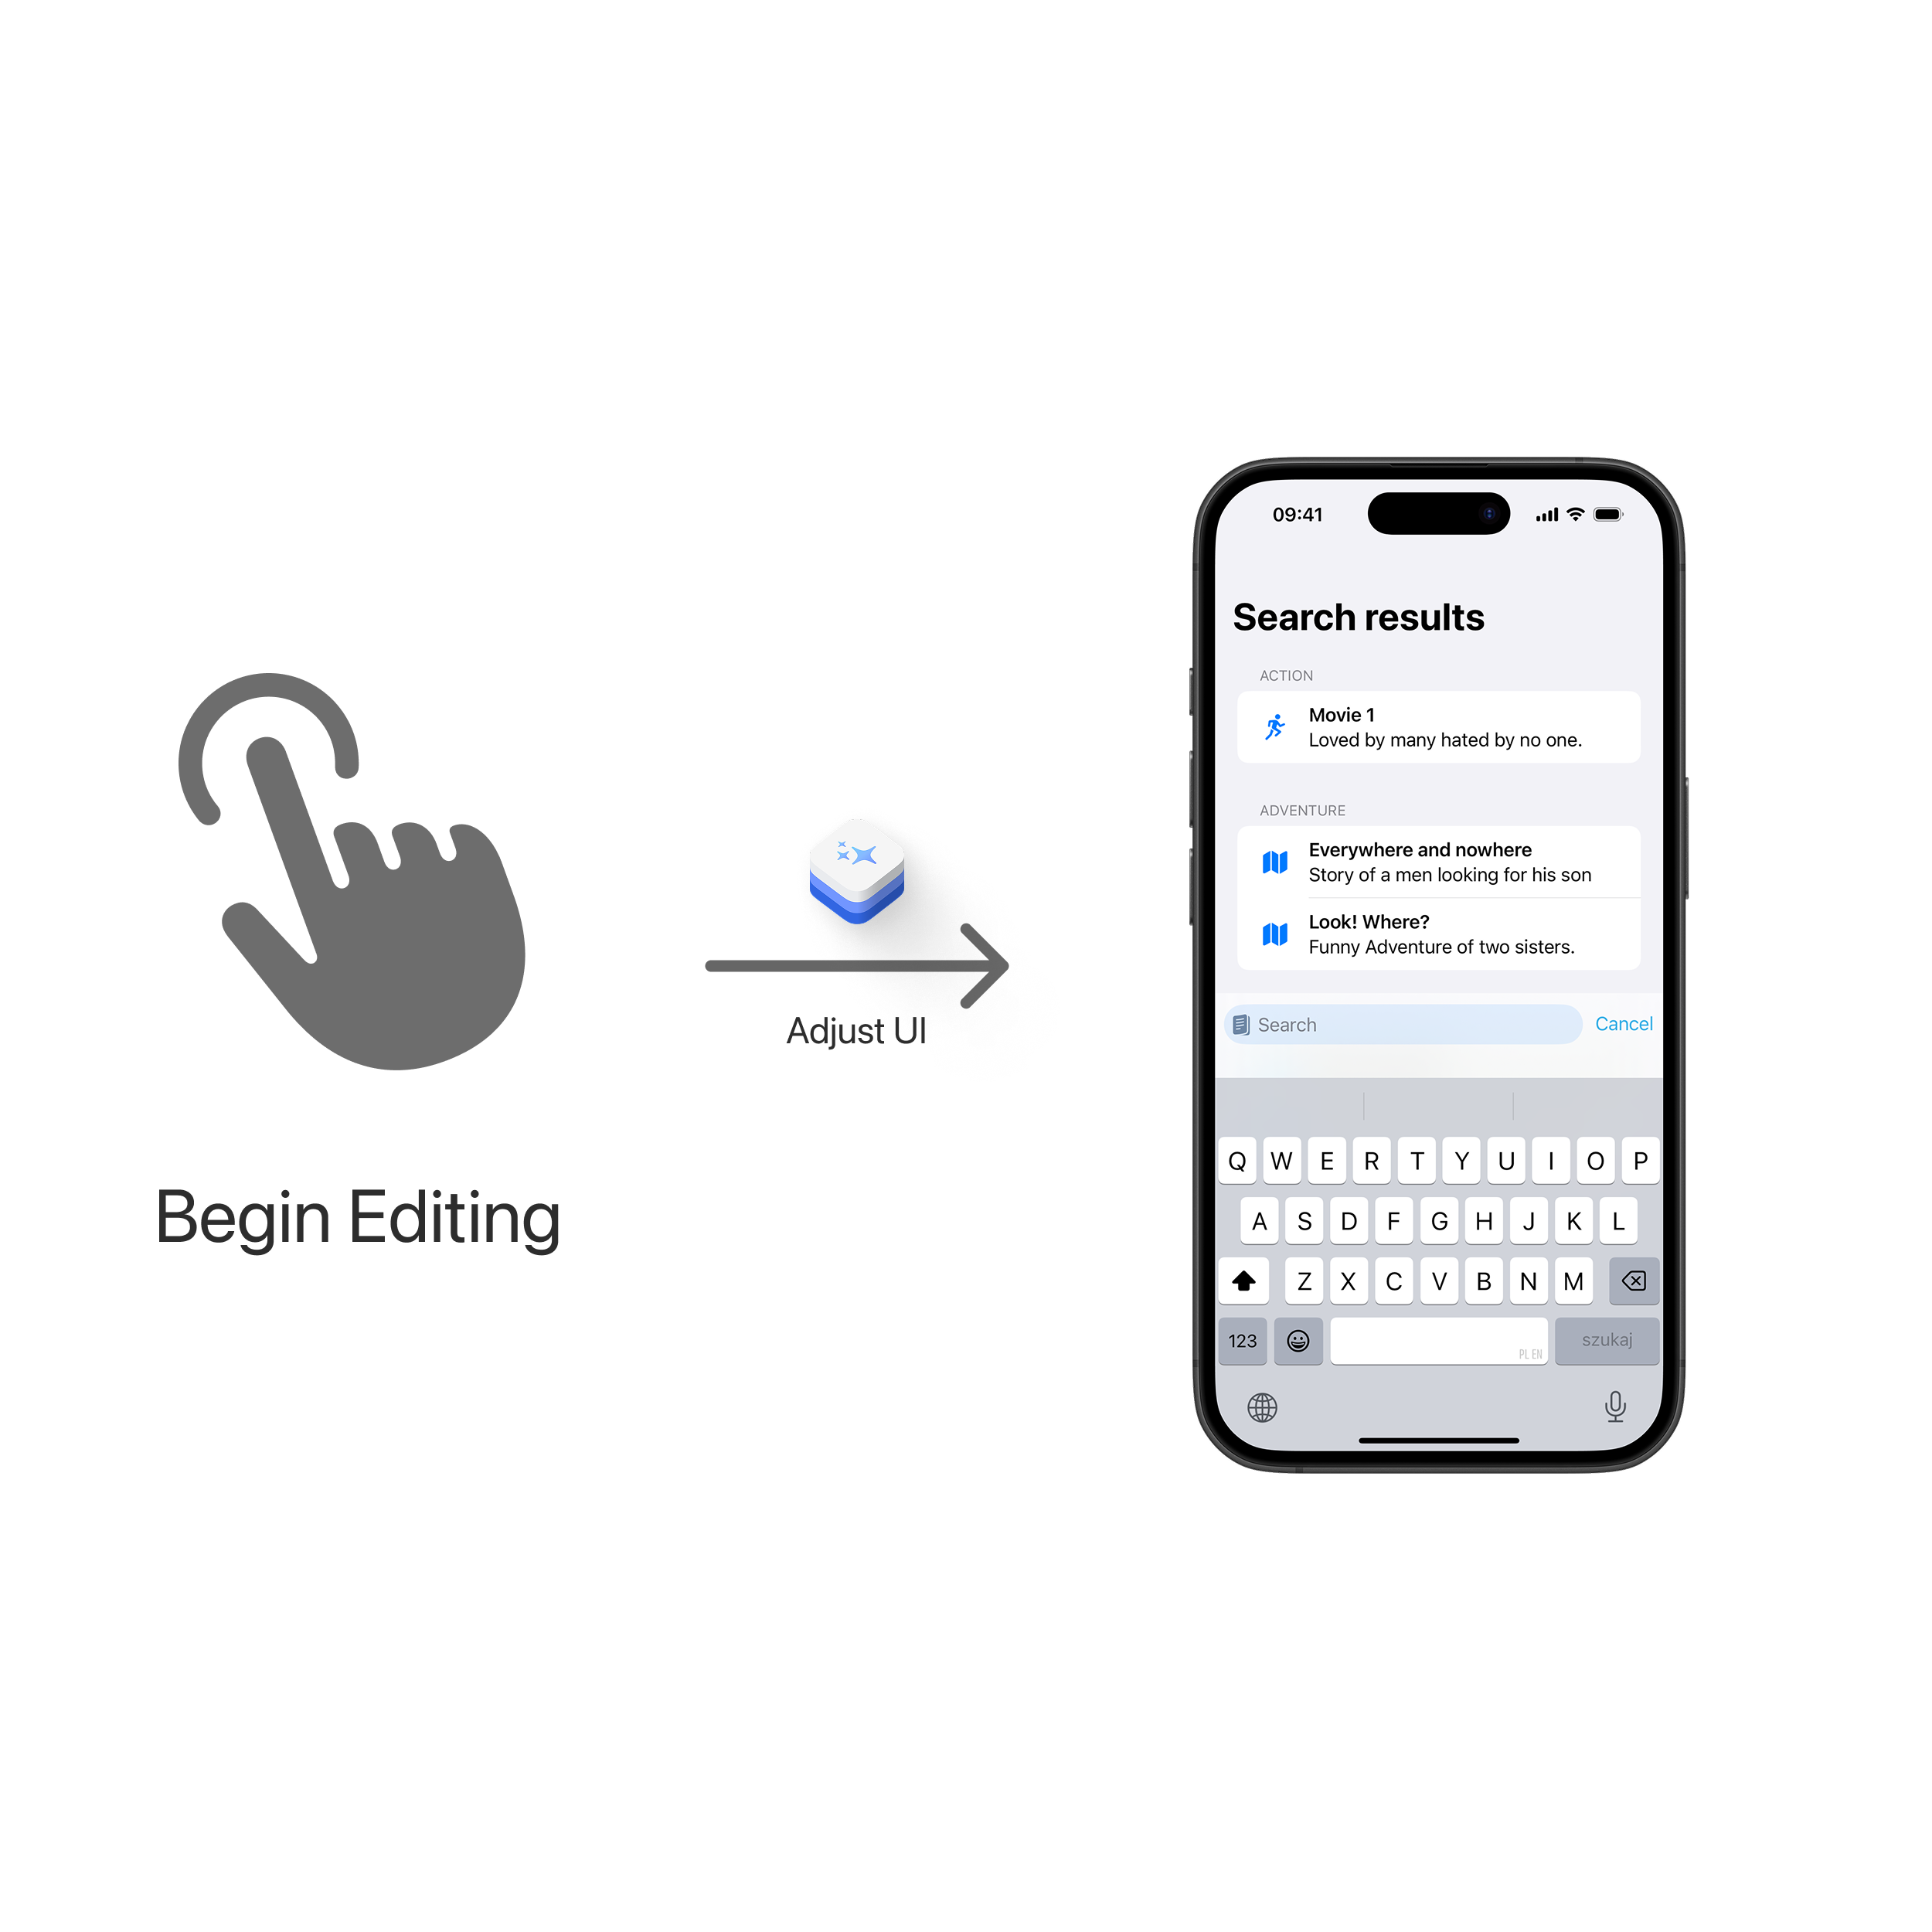 Begin Editing
Adjust UI
09:41
Search results
ACTION
Movie 1
Loved by many hated by no one.
ADVENTURE
Everywhere and nowhere
Story of a men looking for his son
Look! Where?
Funny Adventure of two sisters.
Search Cancel
Q W E R T Y U I O P
A S D F G H J K L
Z X C V B N M
123 PL EN szukaj